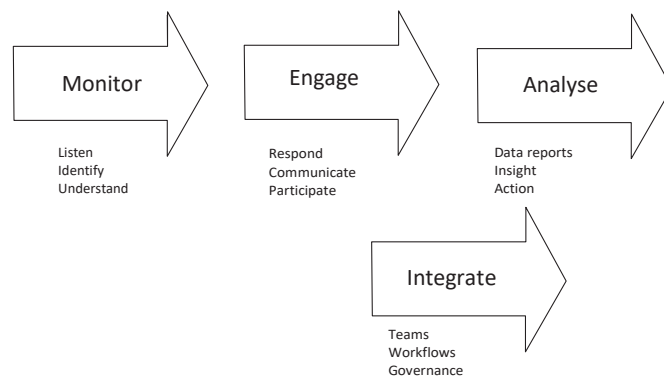 Monitor
Listen
Identify
Understand
Engage
Respond
Communicate
Participate
Analyse
Data reports
Insight
Action
Integrate
Teams
Workflows
Governance